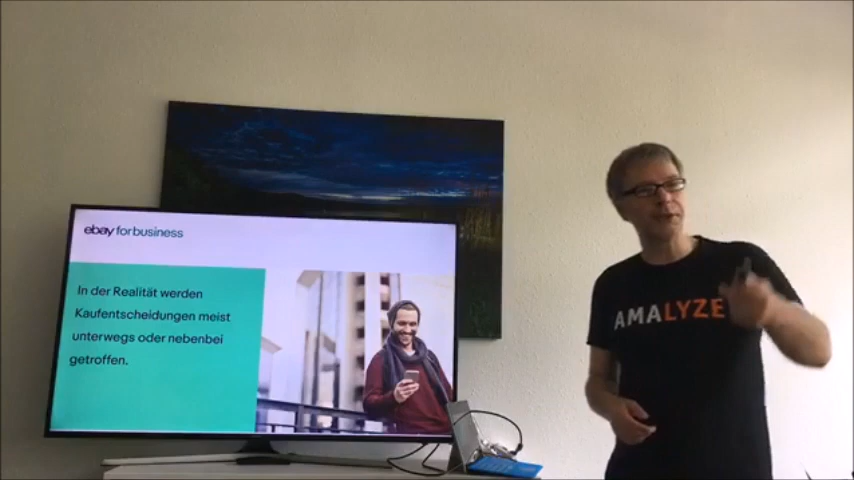 ebay for business
In der Realität werden
Kaufentscheidungen meist
unterwegs oder nebenbei
getroffen.
AMALYZE